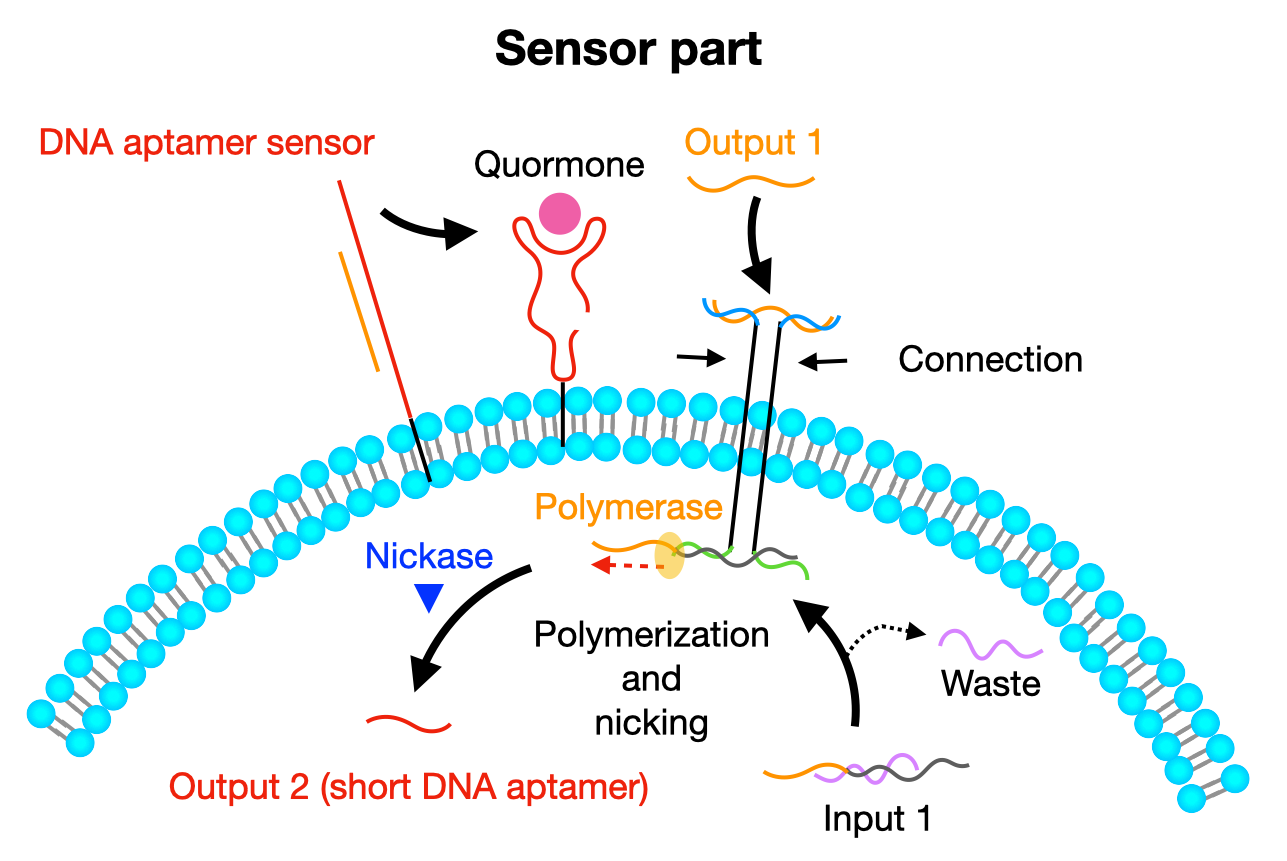 Sensor part
DNA aptamer sensor
Quormone
Output 1
Connection
Polymerase
Nickase
Polymerization
and
nicking
Waste
Output 2 (short DNA aptamer)
Input 1